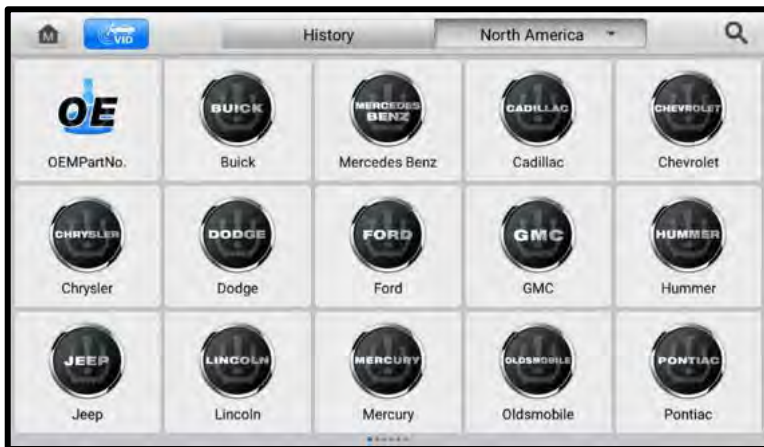 M VID History North America
OE
BUICK MERCEDES BENZ CADILLAC CHEVROLET
OEMPartNo. Buick Mercedes Benz Cadillac Chevrolet
CHRYSLER DODGE FORD GMC HUMMER
Chrysler Dodge Ford GMC Hummer
JEEP LINCOLN MERCURY OLDSMOBILE PONTIAC
Jeep Lincoln Mercury Oldsmobile Pontiac